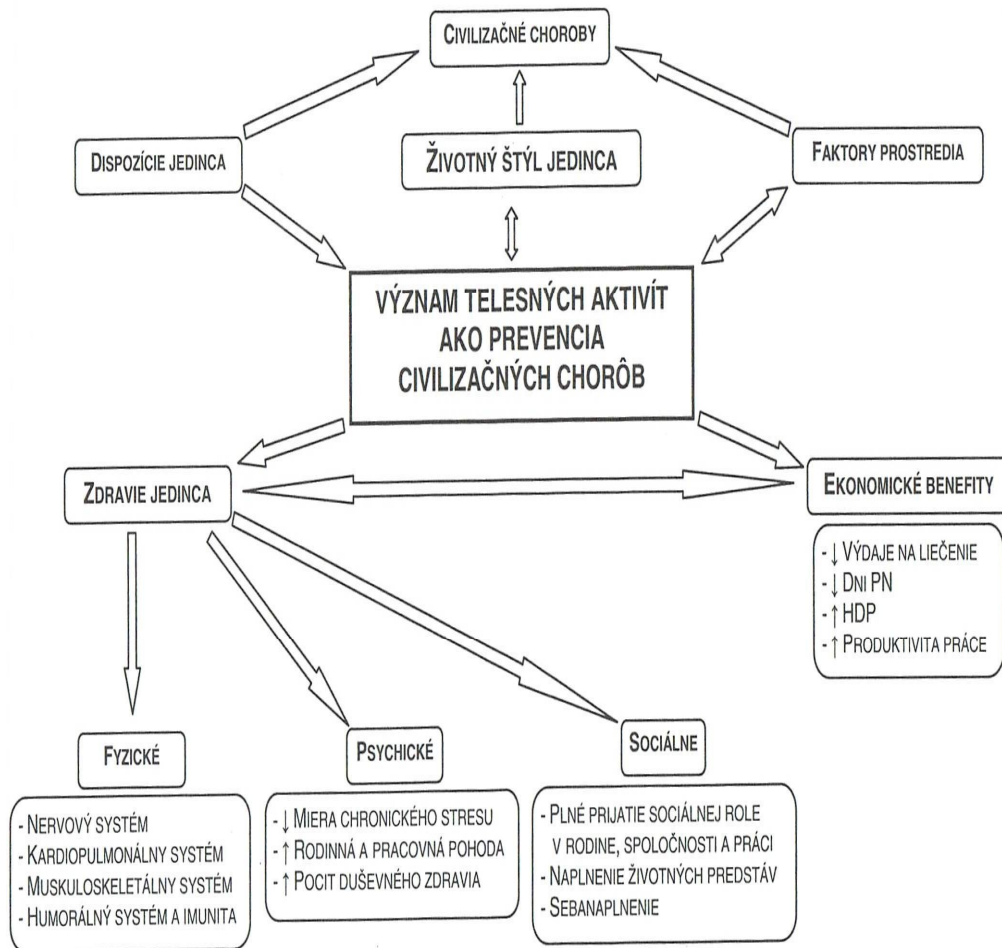 CIVILIZAČNÉ CHOROBY
DISPOZÍCIE JEDINCA
ŽIVOTNÝ ŠTÝL JEDINCA
FAKTORY PROSTREDIA
VÝZNAM TELESNÝCH AKTIVÍT
AKO PREVENCIA
CIVILIZAČNÝCH CHORÔB
ZDRAVIE JEDINCA
EKONOMICKÉ BENEFITY
- ↓ VÝDAJE NA LIEČENIE
- ↓ DNI PN
- ↑ HDP
- ↑ PRODUKTIVITA PRÁCE
FYZICKÉ
- NERVOVÝ SYSTÉM
- KARDIOPULMONÁLNY SYSTÉM
- MUSKULOSKELETÁLNY SYSTÉM
- HUMORÁLNÝ SYSTÉM A IMUNITA
PSYCHICKÉ
- ↓ MIERA CHRONICKÉHO STRESU
- ↑ RODINNÁ A PRACOVNÁ POHODA
- ↑ POCIT DUŠEVNÉHO ZDRAVIA
SOCIÁLNE
- PLNÉ PRIJATIE SOCIÁLNEJ ROLE
V RODINE, SPOLOČNOSTI A PRÁCI
- NAPLNENIE ŽIVOTNÝCH PREDSTÁV
- SEBANAPLNENIE